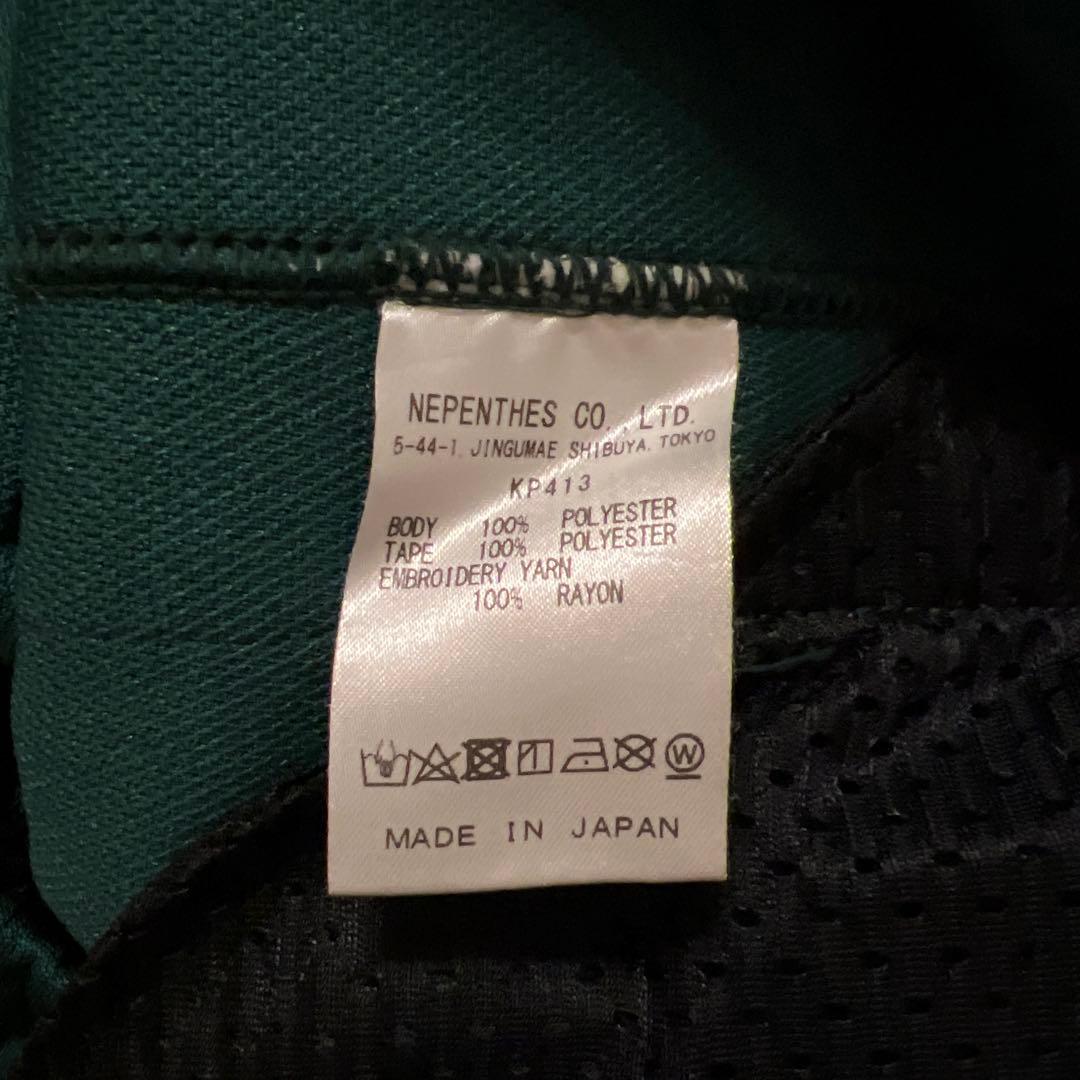 NEPENTHES CO., LTD.
5-44-1, JINGUMAE SHIBUYA, TOKYO
KP413
BODY 100% POLYESTER
TAPE 100% POLYESTER
EMBROIDERY YARN
100% RAYON
W
MADE IN JAPAN